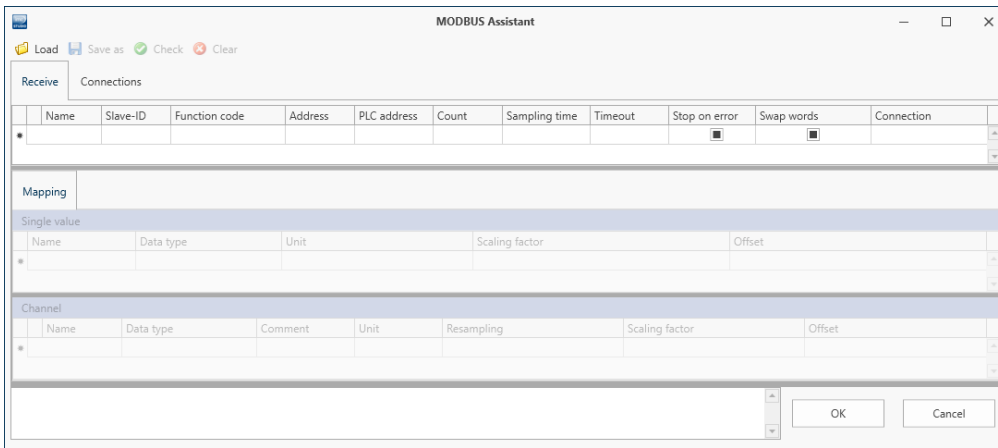 MODBUS Assistant
Load Save as Check Clear
Receive Connections
Name Slave-ID Function code Address PLC address Count Sampling time Timeout Stop on error Swap words Connection
Mapping
Single value
Name Data type Unit Scaling factor Offset
Channel
Name Data type Comment Unit Resampling Scaling factor Offset
OK Cancel